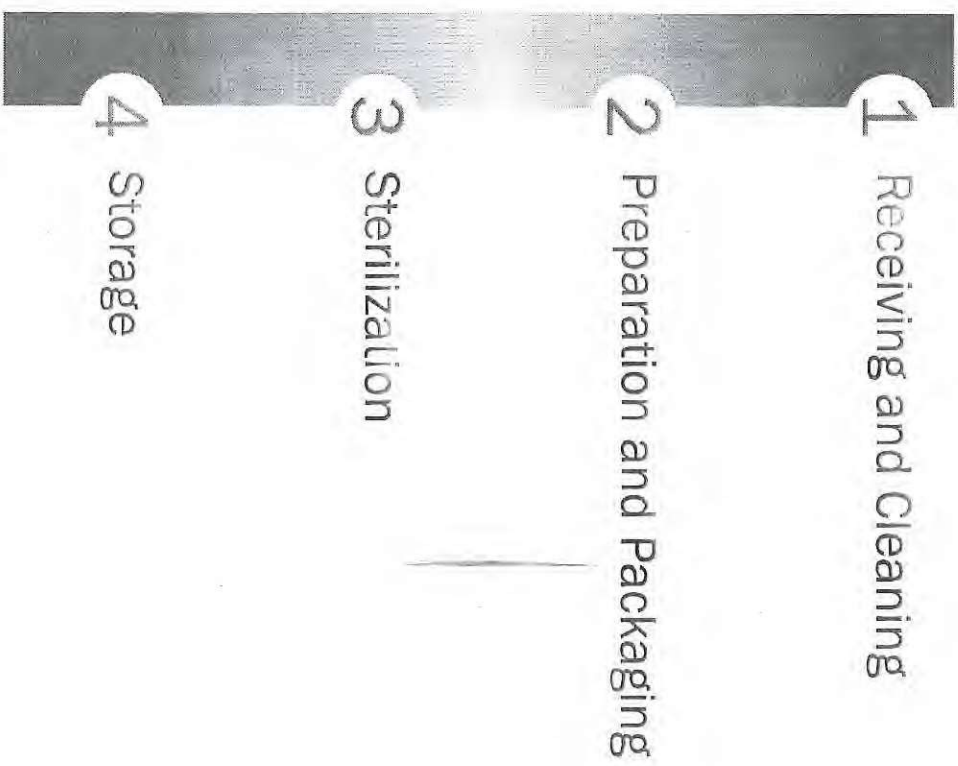 1 Receiving and Cleaning
2 Preparation and Packaging
3 Sterilization
4 Storage